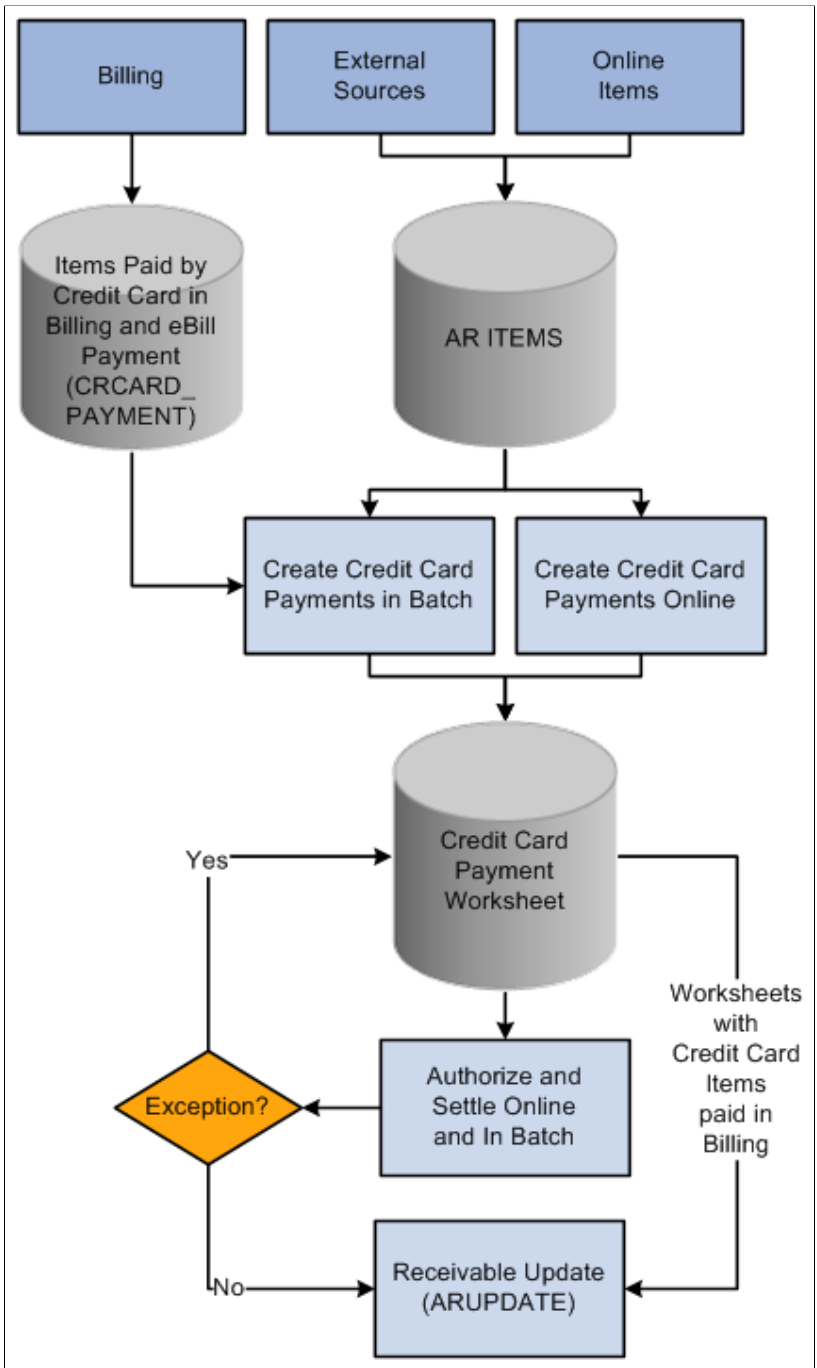 Billing
External
Sources
Online
Items
Items Paid by
Credit Card in
Billing and eBill
Payment
(CRCARD_
PAYMENT)
AR ITEMS
Create Credit Card
Payments in Batch
Create Credit Card
Payments Online
Credit Card
Payment
Worksheet
Yes
Worksheets
with
Credit Card
Items
paid in
Billing
Authorize and
Settle Online
and In Batch
Exception?
No
Receivable Update
(ARUPDATE)